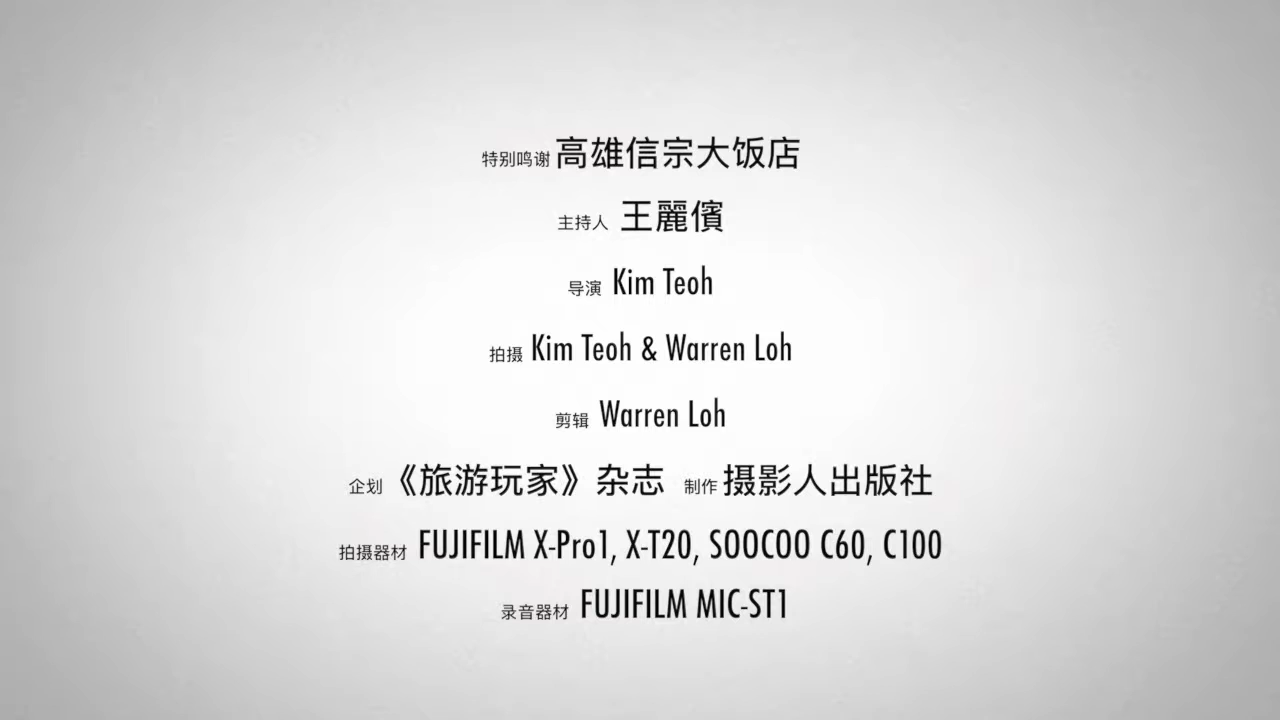 特别鸣谢 高雄信宗大饭店
主持人 王麗儐
导演 Kim Teoh
拍摄 Kim Teoh & Warren Loh
剪辑 Warren Loh
企划《旅游玩家》杂志 制作 摄影人出版社
拍摄器材 FUJIFILM X-Pro1, X-T20, SOOCOO C60, C100
录音器材 FUJIFILM MIC-ST1